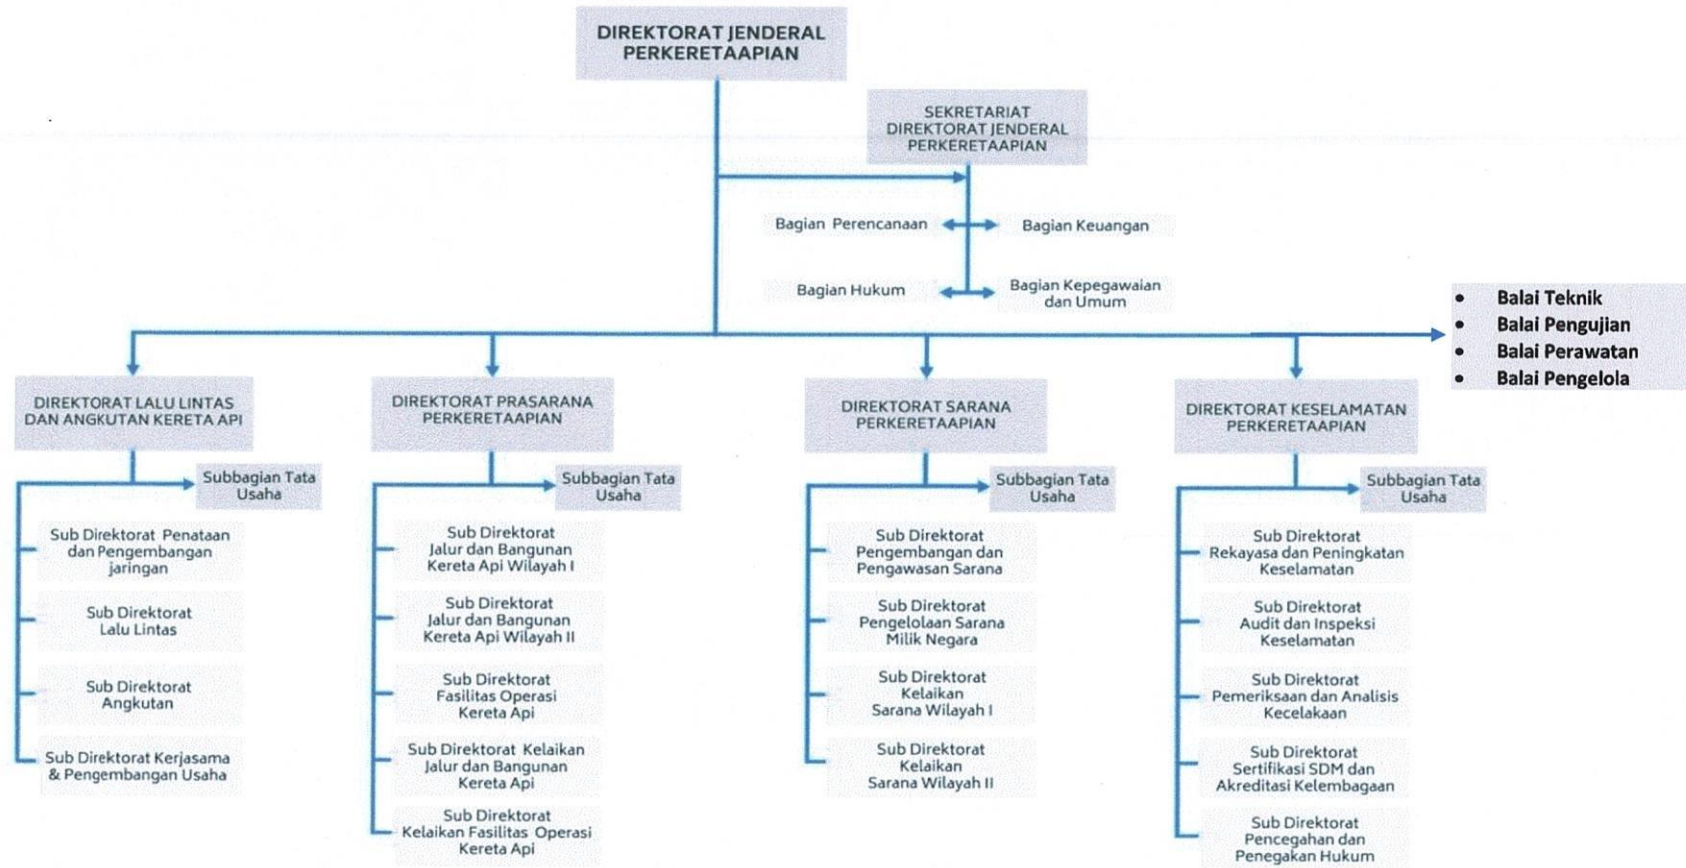 DIREKTORAT JENDERAL
PERKERETAAPIAN
SEKRETARIAT
DIREKTORAT JENDERAL
PERKERETAAPIAN
Bagian Perencanaan
Bagian Keuangan
Bagian Hukum
Bagian Kepegawaian
dan Umum
• Balai Teknik
• Balai Pengujian
• Balai Perawatan
• Balai Pengelola
DIREKTORAT LALU LINTAS
DAN ANGKUTAN KERETA API
Subbagian Tata
Usaha
Sub Direktorat Penataan
dan Pengembangan
jaringan
Sub Direktorat
Lalu Lintas
Sub Direktorat
Angkutan
Sub Direktorat Kerjasama
& Pengembangan Usaha
DIREKTORAT PRASARANA
PERKERETAAPIAN
Subbagian Tata
Usaha
Sub Direktorat
Jalur dan Bangunan
Kereta Api Wilayah I
Sub Direktorat
Jalur dan Bangunan
Kereta Api Wilayah II
Sub Direktorat
Fasilitas Operasi
Kereta Api
Sub Direktorat Kelaikan
Jalur dan Bangunan
Kereta Api
Sub Direktorat
Kelaikan Fasilitas Operasi
Kereta Api
DIREKTORAT SARANA
PERKERETAAPIAN
Subbagian Tata
Usaha
Sub Direktorat
Pengembangan dan
Pengawasan Sarana
Sub Direktorat
Pengelolaan Sarana
Milik Negara
Sub Direktorat
Kelaikan
Sarana Wilayah I
Sub Direktorat
Kelaikan
Sarana Wilayah II
DIREKTORAT KESELAMATAN
PERKERETAAPIAN
Subbagian Tata
Usaha
Sub Direktorat
Rekayasa dan Peningkatan
Keselamatan
Sub Direktorat
Audit dan Inspeksi
Keselamatan
Sub Direktorat
Pemeriksaan dan Analisis
Kecelakaan
Sub Direktorat
Sertifikasi SDM dan
Akreditasi Kelembagaan
Sub Direktorat
Pencegahan dan
Penegakan Hukum